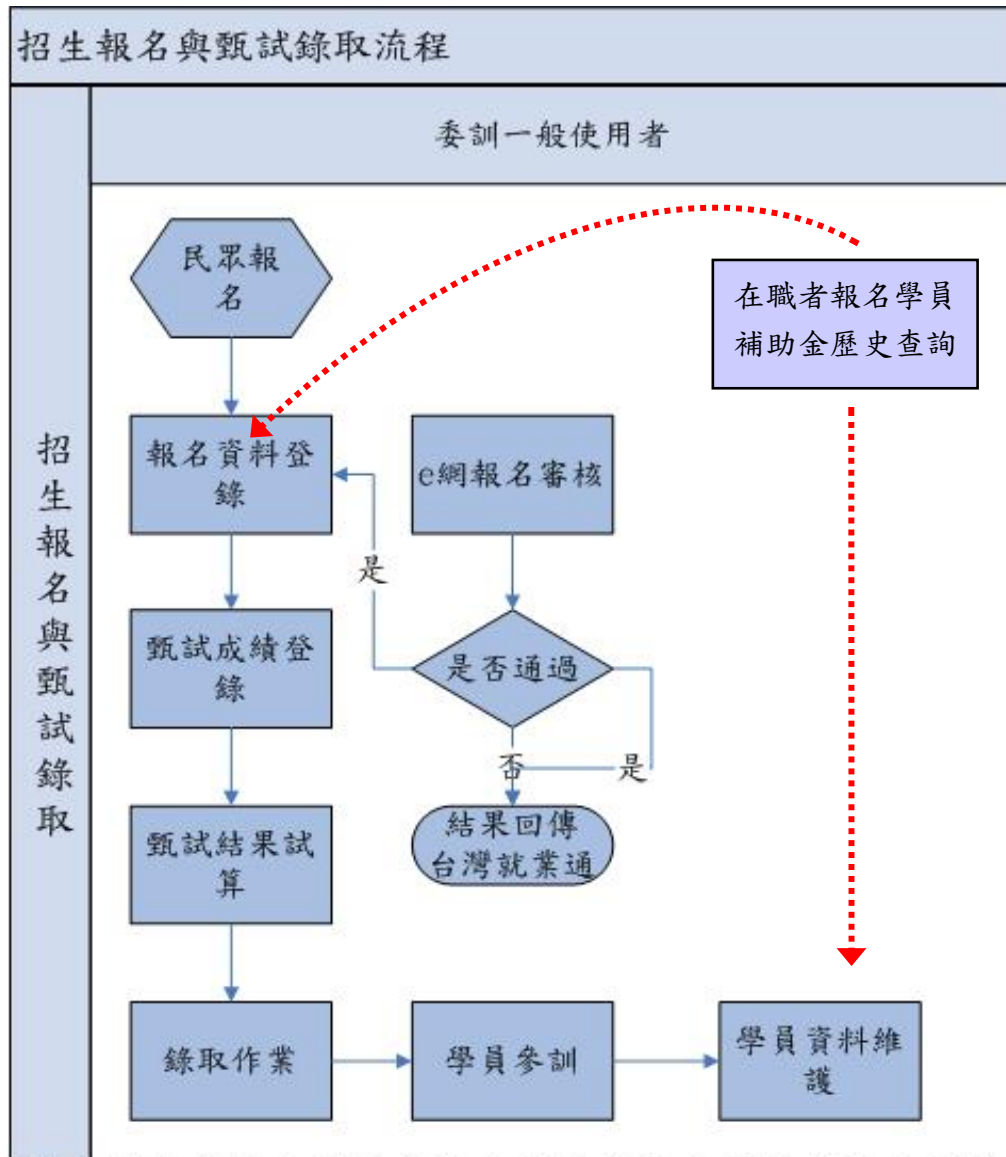 招生報名與甄試錄取流程
委訓一般使用者
招生報名與甄試錄取
民眾報
名
在職者報名學員
補助金歷史查詢
報名資料登
錄
e網報名審核
是
甄試成績登
錄
是否通過
否
是
甄試結果試
算
結果回傳
台灣就業通
錄取作業
學員參訓
學員資料維
護